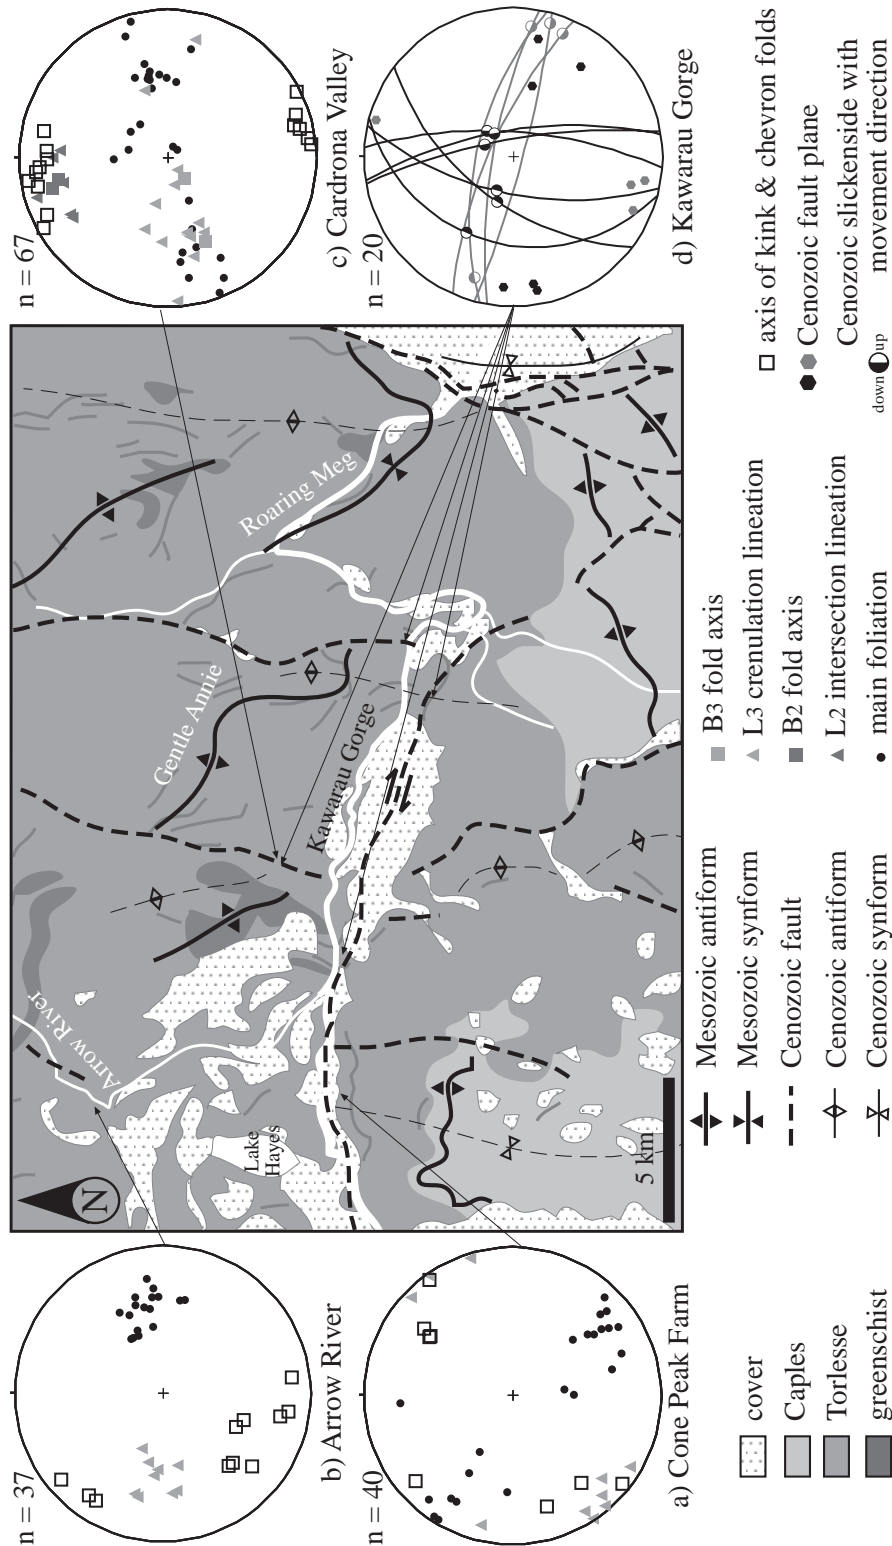 n = 37
b) Arrow River
n = 40
a) Cone Peak Farm
N
Arrow River
Lake
Hayes
5 km
Gentle Annie
Kawarau Gorge
Roaring Meg
n = 67
c) Cardrona Valley
n = 20
d) Kawarau Gorge
cover
Caples
Torlesse
greenschist
Mesozoic antiform
Mesozoic synform
Cenozoic fault
Cenozoic antiform
Cenozoic synform
B3 fold axis
L3 crenulation lineation
B2 fold axis
L2 intersection lineation
main foliation
axis of kink & chevron folds
Cenozoic fault plane
Cenozoic slickenside with
movement direction
down up